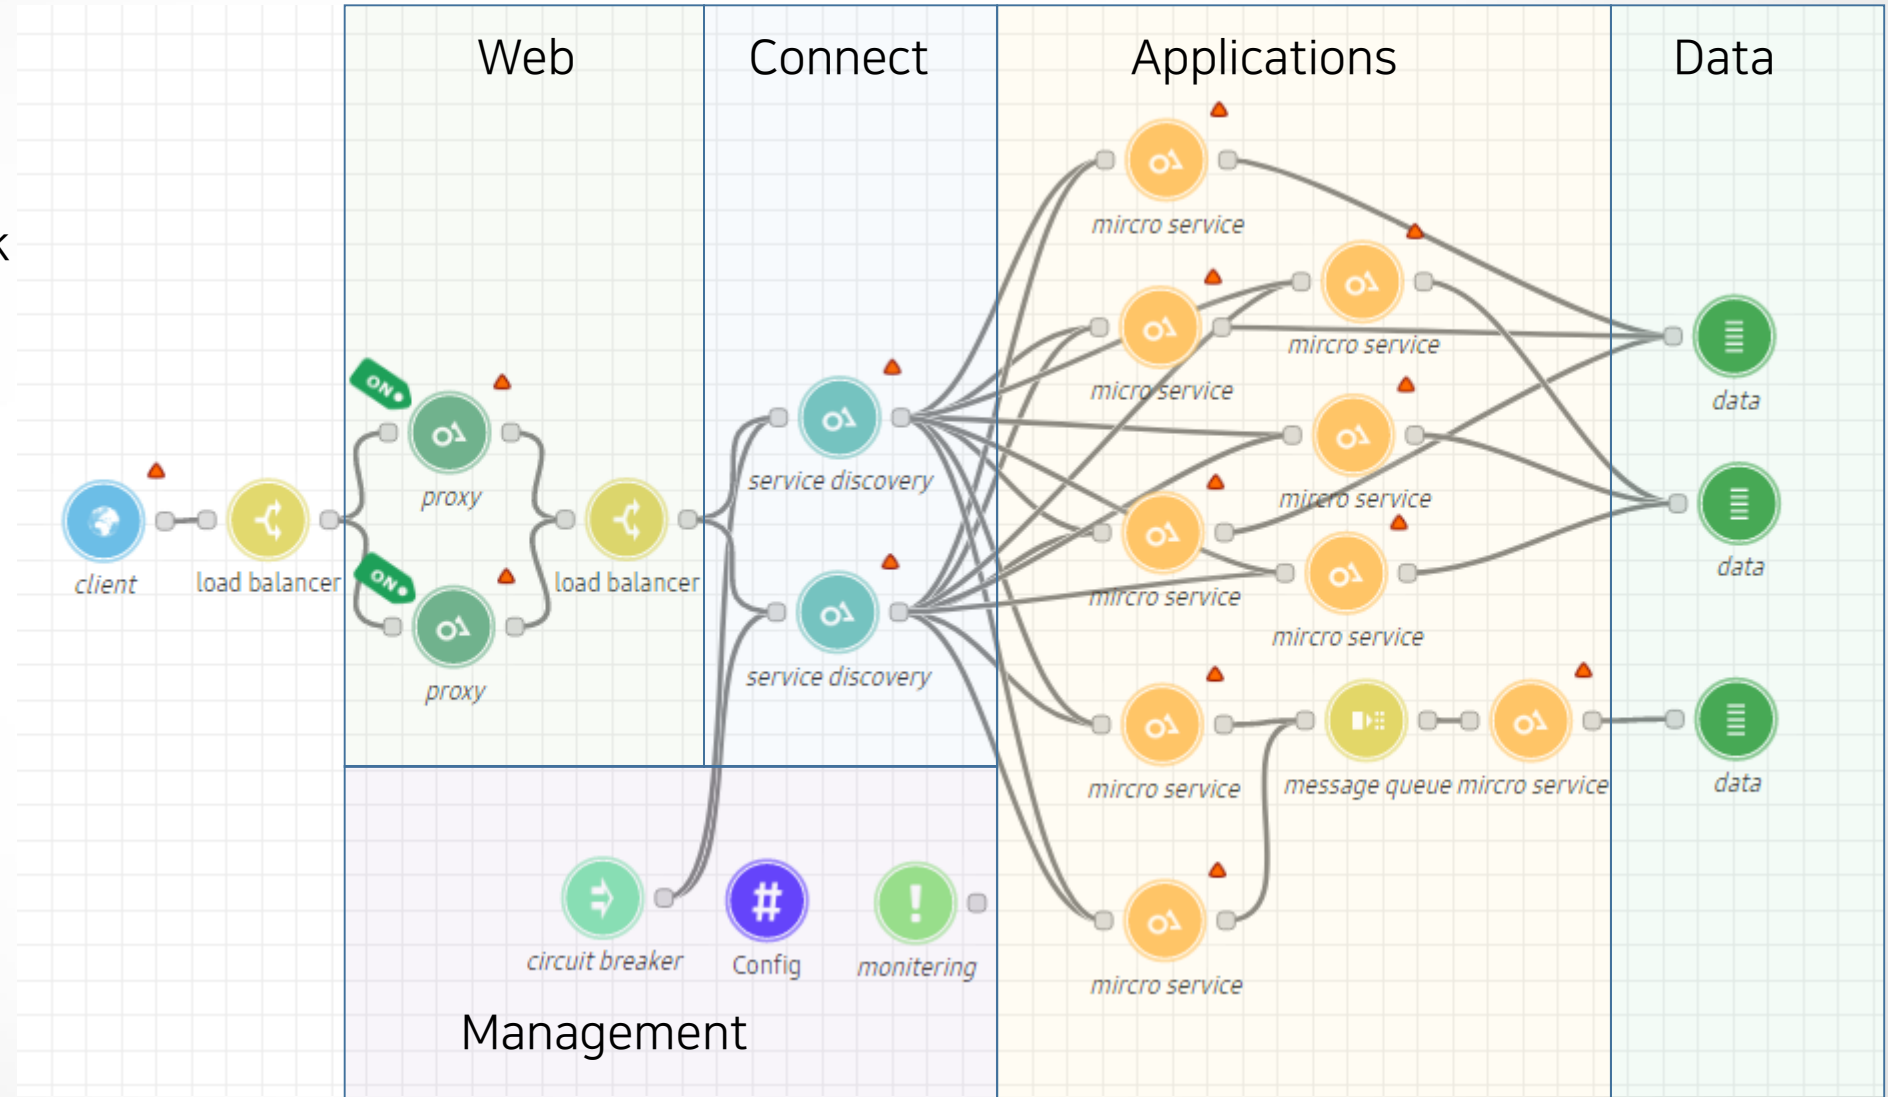 Web
Connect
Applications
Data
k
mircro service
mircro service
micro service
data
ON
proxy
service discovery
mircro service
client
load balancer
ON
load balancer
mircro service
data
mircro service
proxy
service discovery
mircro service
message queue
mircro service
data
circuit breaker
#
Config
!
monitering
mircro service
Management